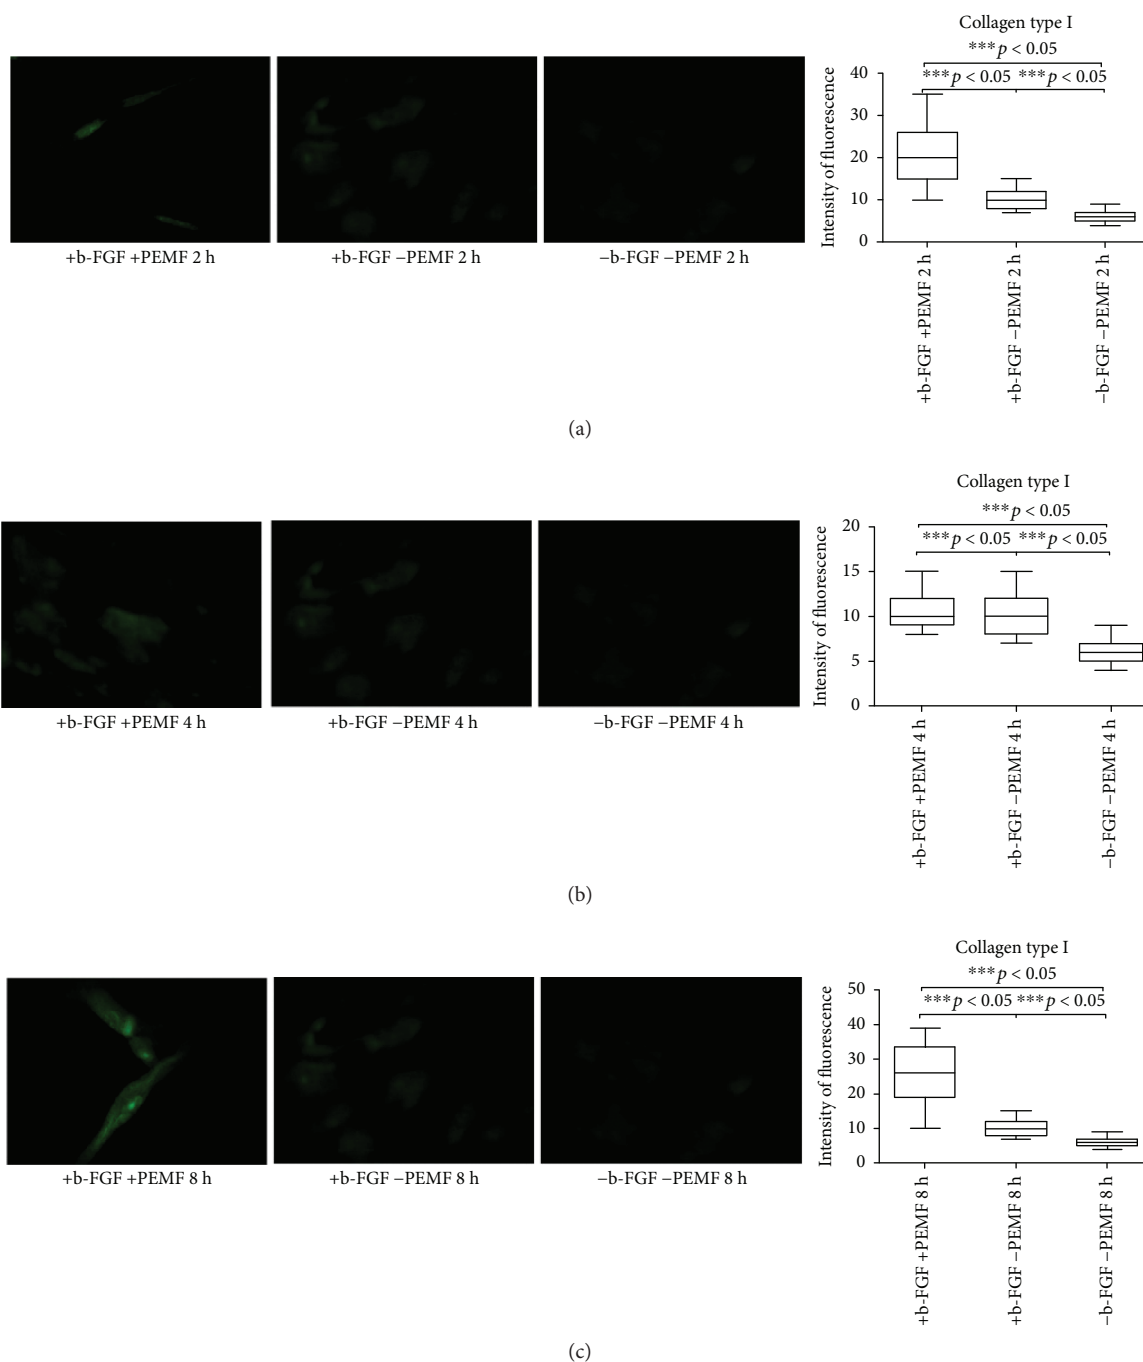 Collagen type I
***p < 0.05
***p < 0.05 ***p < 0.05
Intensity of fluorescence
40
30
20
10
0
+b-FGF +PEMF 2 h
+b-FGF −PEMF 2 h
−b-FGF −PEMF 2 h
+b-FGF +PEMF 2 h
+b-FGF −PEMF 2 h
−b-FGF −PEMF 2 h
(a)
Collagen type I
***p < 0.05
***p < 0.05 ***p < 0.05
Intensity of fluorescence
20
15
10
5
0
+b-FGF +PEMF 4 h
+b-FGF −PEMF 4 h
−b-FGF −PEMF 4 h
+b-FGF +PEMF 4 h
+b-FGF −PEMF 4 h
−b-FGF −PEMF 4 h
(b)
Collagen type I
***p < 0.05
***p < 0.05 ***p < 0.05
Intensity of fluorescence
50
40
30
20
10
0
+b-FGF +PEMF 8 h
+b-FGF −PEMF 8 h
−b-FGF −PEMF 8 h
+b-FGF +PEMF 8 h
+b-FGF −PEMF 8 h
−b-FGF −PEMF 8 h
(c)